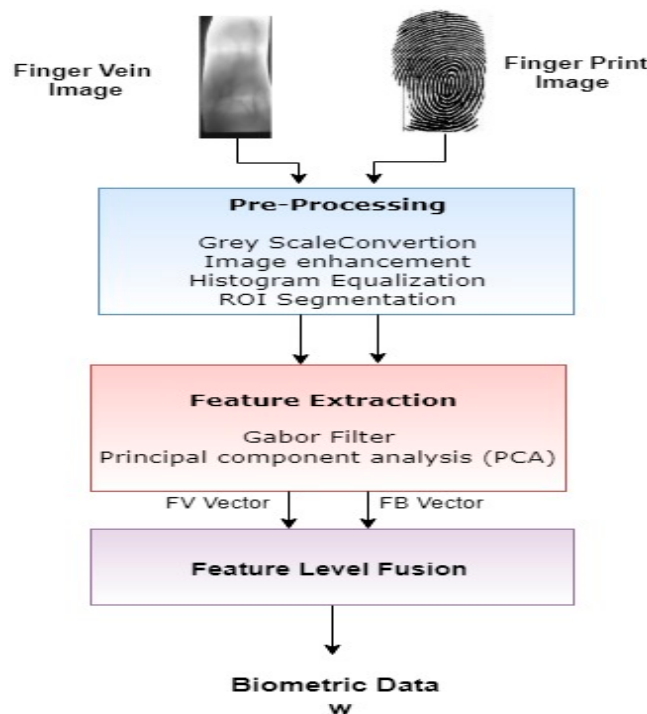 Finger Vein
Image
Finger Print
Image
Pre-Processing
Grey ScaleConvertion
Image enhancement
Histogram Equalization
ROI Segmentation
Feature Extraction
Gabor Filter
Principal component analysis (PCA)
FV Vector
FB Vector
Feature Level Fusion
Biometric Data
w